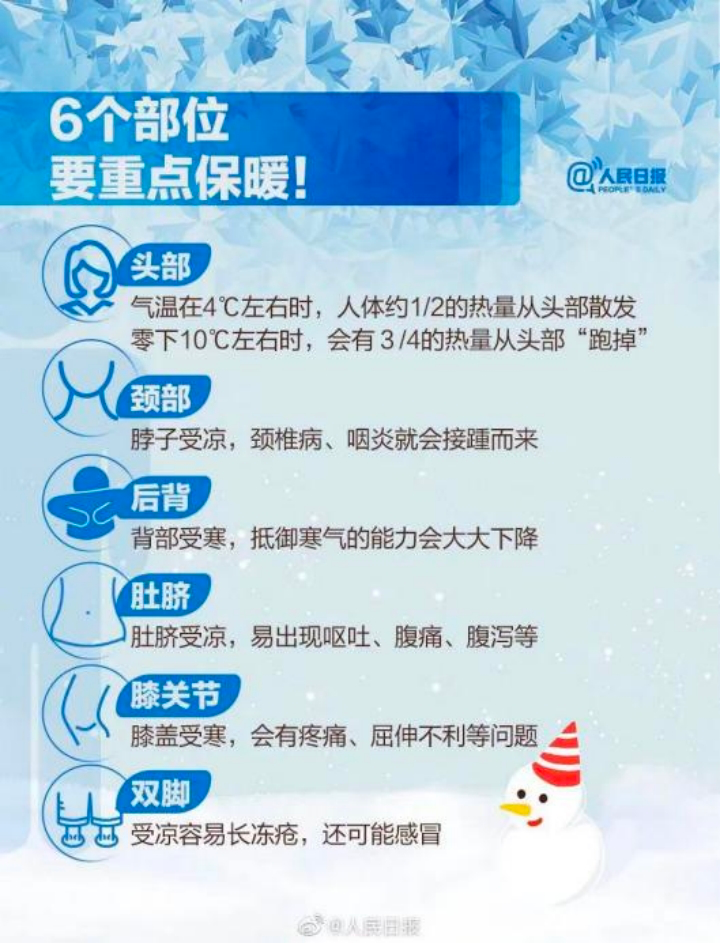 6个部位
要重点保暖!
@人民日报
PEOPLE'S DAILY
头部
气温在4℃左右时，人体约1/2的热量从头部散发
零下10℃左右时，会有3/4的热量从头部“跑掉”
颈部
脖子受凉，颈椎病、咽炎就会接踵而来
后背
背部受寒，抵御寒气的能力会大大下降
肚脐
肚脐受凉，易出现呕吐、腹痛、腹泻等
膝关节
膝盖受寒，会有疼痛、屈伸不利等问题
双脚
受凉容易长冻疮，还可能感冒
@人民日报